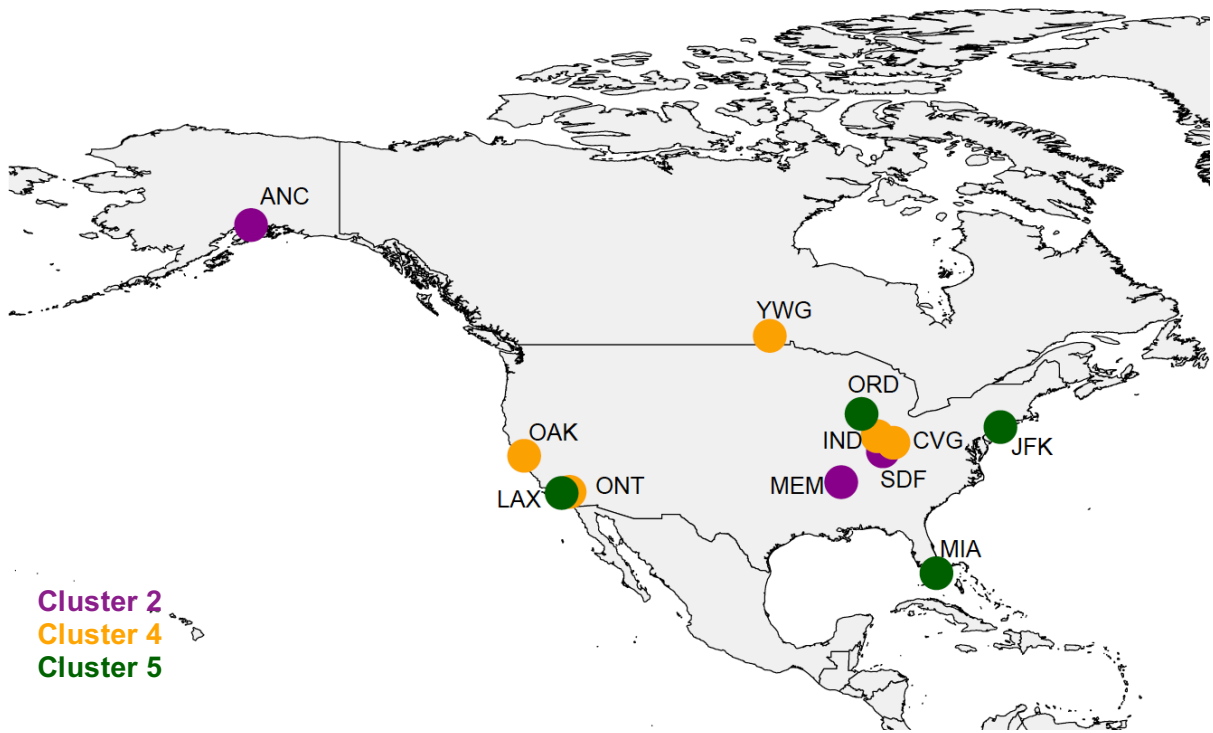 ANC
YWG
ORD
OAK
IND
CVG
JFK
SDF
MEM
LAX
ONT
MIA
Cluster 2
Cluster 4
Cluster 5